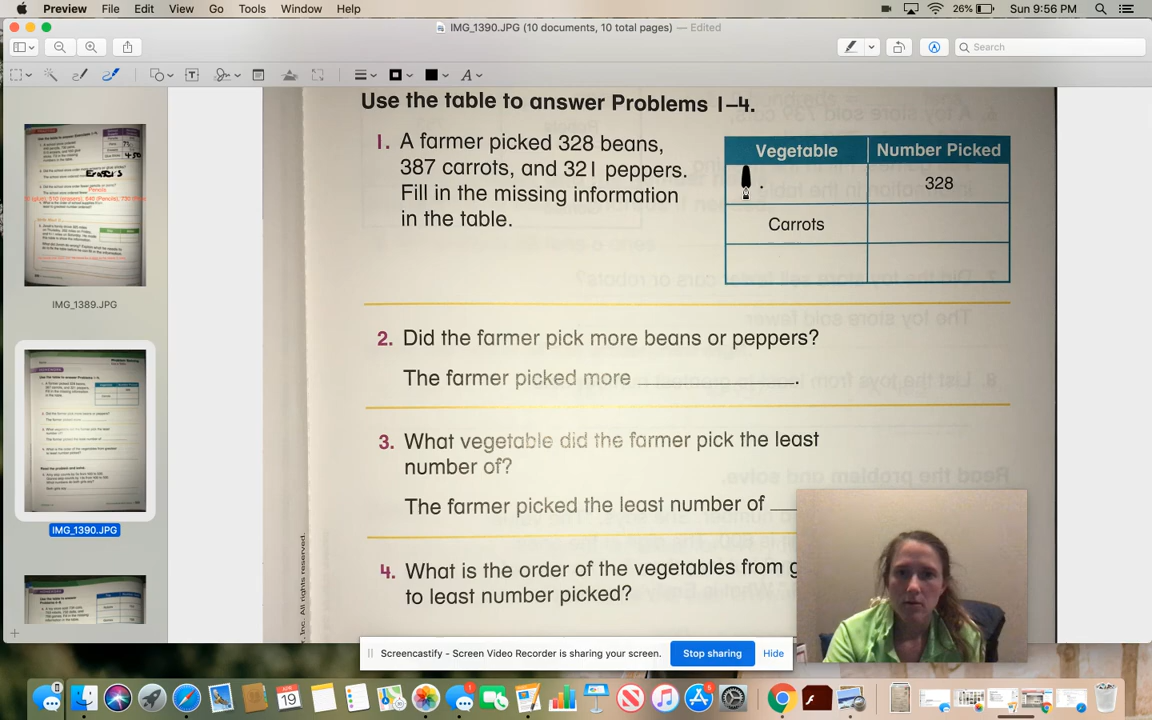 Preview File Edit View Go Tools Window Help
26% Sun 9:56 PM
IMG_1390.JPG (10 documents, 10 total pages) — Edited
Search
IMG_1389.JPG
IMG_1390.JPG
Use the table to answer Problems 1–4.
1. A farmer picked 328 beans,
387 carrots, and 321 peppers.
Fill in the missing information
in the table.
Vegetable Number Picked
328
Carrots
2. Did the farmer pick more beans or peppers?
The farmer picked more ________.
3. What vegetable did the farmer pick the least
number of?
The farmer picked the least number of
4. What is the order of the vegetables from
to least number picked?
, Inc. All rights reserved.
Screencastify - Screen Video Recorder is sharing your screen. Stop sharing Hide